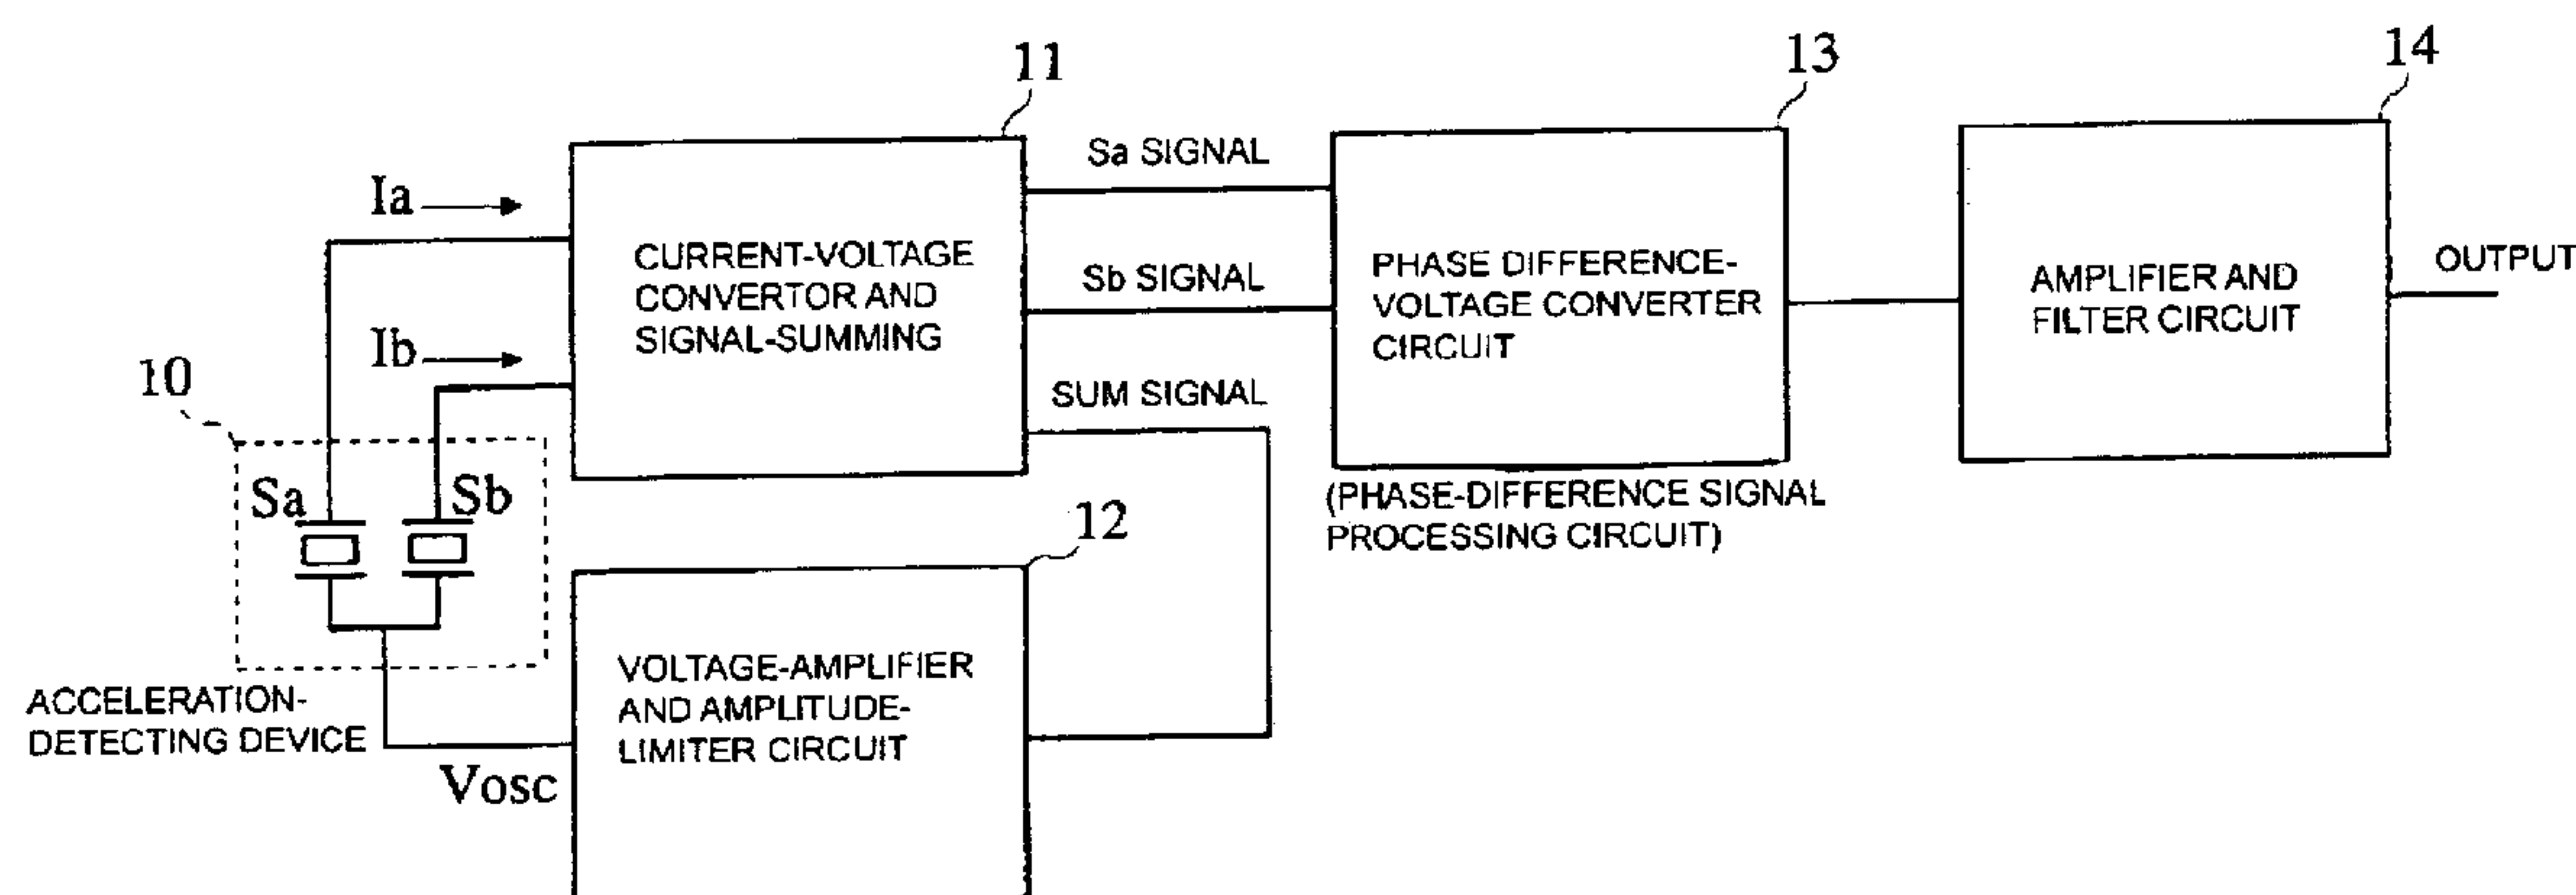 11
13
14
Sa SIGNAL
Ia
CURRENT-VOLTAGE
CONVERTOR AND
SIGNAL-SUMMING
Sb SIGNAL
PHASE DIFFERENCE-
VOLTAGE CONVERTER
CIRCUIT
AMPLIFIER AND
FILTER CIRCUIT
OUTPUT
Ib
10
SUM SIGNAL
Sa
Sb
(PHASE-DIFFERENCE SIGNAL
PROCESSING CIRCUIT)
12
ACCELERATION-
DETECTING DEVICE
VOLTAGE-AMPLIFIER
AND AMPLITUDE-
LIMITER CIRCUIT
Vosc